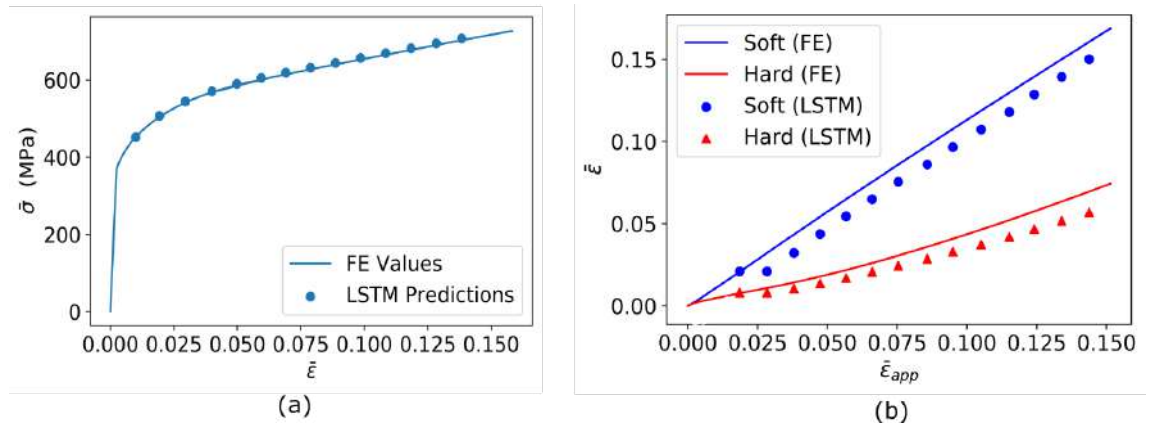 600
400
200
0
σ̄ (MPa)
FE Values
LSTM Predictions
0.000 0.025 0.050 0.075 0.100 0.125 0.150
ε̄
(a)
0.15
0.10
0.05
0.00
ε̄
Soft (FE)
Hard (FE)
Soft (LSTM)
Hard (LSTM)
0.000 0.025 0.050 0.075 0.100 0.125 0.150
ε̄app
(b)